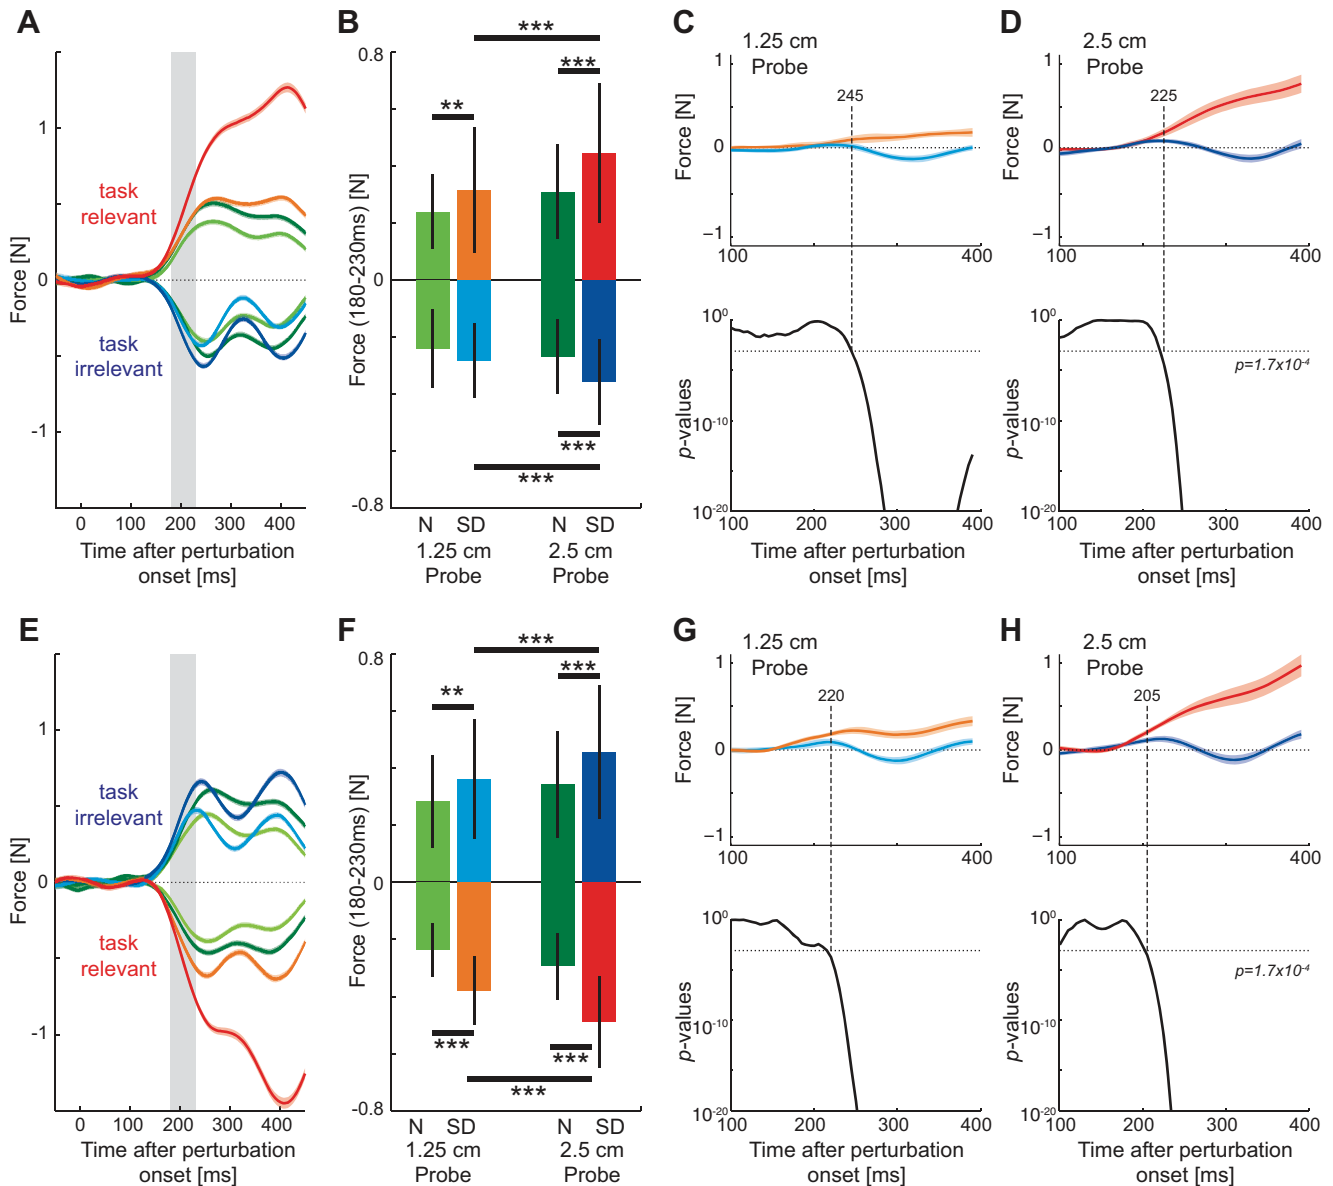 A
1
0
-1
Force [N]
task
relevant
task
irrelevant
0 100 200 300 400
Time after perturbation
onset [ms]
B
0.8
0
-0.8
Force (180-230ms) [N]
***
***
**
***
***
N SD N SD
1.25 cm 2.5 cm
Probe Probe
C
1.25 cm
Probe
1
0
−1
Force [N]
245
100 400
10⁰
10⁻¹⁰
10⁻²⁰
p-values
100 200 300 400
Time after perturbation
onset [ms]
D
2.5 cm
Probe
1
0
−1
Force [N]
225
100 400
10⁰
p=1.7x10⁻⁴
10⁻¹⁰
10⁻²⁰
p-values
100 200 300 400
Time after perturbation
onset [ms]
E
1
0
-1
Force [N]
task
irrelevant
task
relevant
0 100 200 300 400
Time after perturbation
onset [ms]
F
0.8
0
-0.8
Force (180-230ms) [N]
***
***
**
***
***
***
N SD N SD
1.25 cm 2.5 cm
Probe Probe
G
1.25 cm
Probe
1
0
−1
Force [N]
220
100 400
10⁰
10⁻¹⁰
10⁻²⁰
p-values
100 200 300 400
Time after perturbation
onset [ms]
H
2.5 cm
Probe
1
0
−1
Force [N]
205
100 400
10⁰
p=1.7x10⁻⁴
10⁻¹⁰
10⁻²⁰
p-values
100 200 300 400
Time after perturbation
onset [ms]